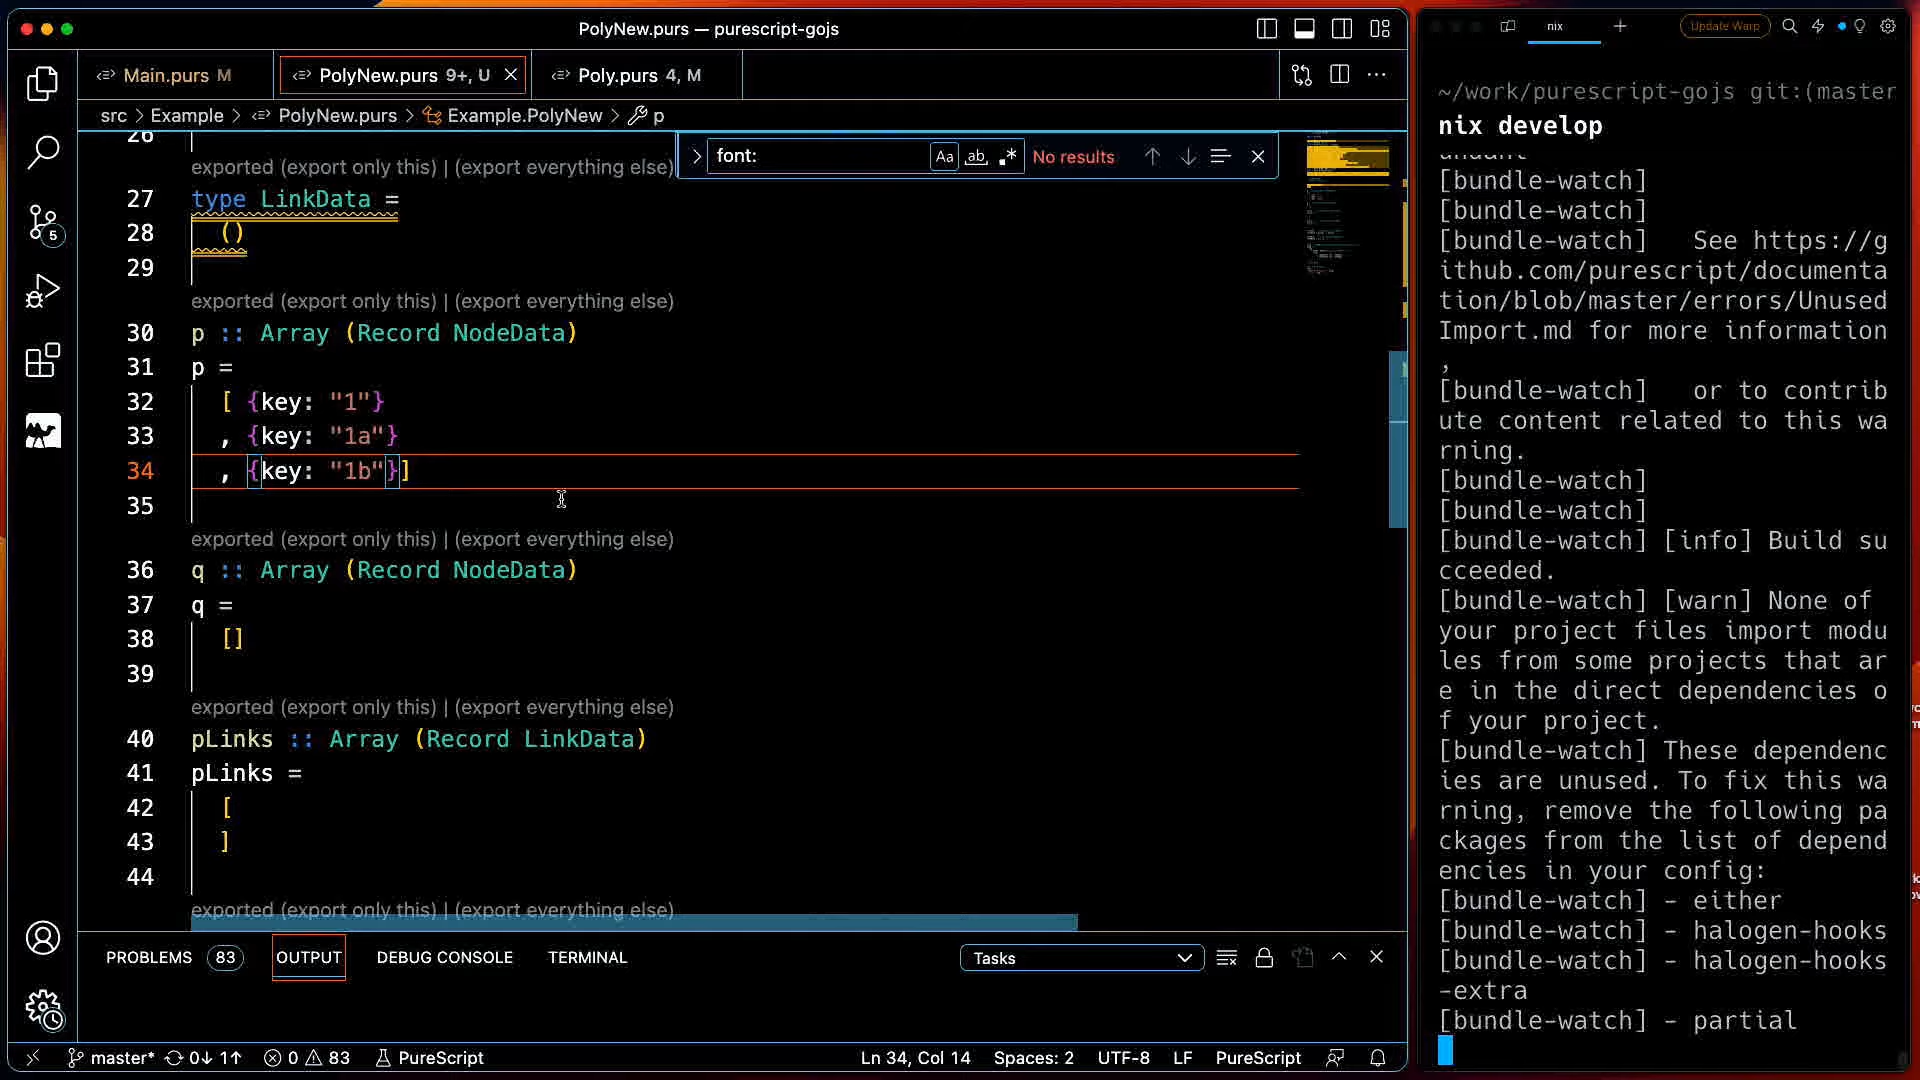 PolyNew.purs — purescript-gojs
Main.purs M
PolyNew.purs 9+, U
Poly.purs 4, M
src > Example > PolyNew.purs > Example.PolyNew > p
font:
Aa ab .*
No results
26
exported (export only this) | (export everything else)
27 type LinkData =
28 ()
29
exported (export only this) | (export everything else)
30 p :: Array (Record NodeData)
31 p =
32 [ {key: "1"}
33 , {key: "1a"}
34 , {key: "1b"}]
35
exported (export only this) | (export everything else)
36 q :: Array (Record NodeData)
37 q =
38 []
39
exported (export only this) | (export everything else)
40 pLinks :: Array (Record LinkData)
41 pLinks =
42 [
43 ]
44
exported (export only this) | (export everything else)
5
PROBLEMS 83 OUTPUT DEBUG CONSOLE TERMINAL
Tasks
master* 0↓ 1↑ 0 83 PureScript
Ln 34, Col 14 Spaces: 2 UTF-8 LF PureScript
nix
Update Warp
~/work/purescript-gojs git:(master
nix develop
[bundle-watch]
[bundle-watch]
[bundle-watch] See https://g
ithub.com/purescript/documenta
tion/blob/master/errors/Unused
Import.md for more information
,
[bundle-watch] or to contrib
ute content related to this wa
rning.
[bundle-watch]
[bundle-watch]
[bundle-watch] [info] Build su
cceeded.
[bundle-watch] [warn] None of
your project files import modu
les from some projects that ar
e in the direct dependencies o
f your project.
[bundle-watch] These dependenc
ies are unused. To fix this wa
rning, remove the following pa
ckages from the list of depend
encies in your config:
[bundle-watch] - either
[bundle-watch] - halogen-hooks
[bundle-watch] - halogen-hooks
-extra
[bundle-watch] - partial